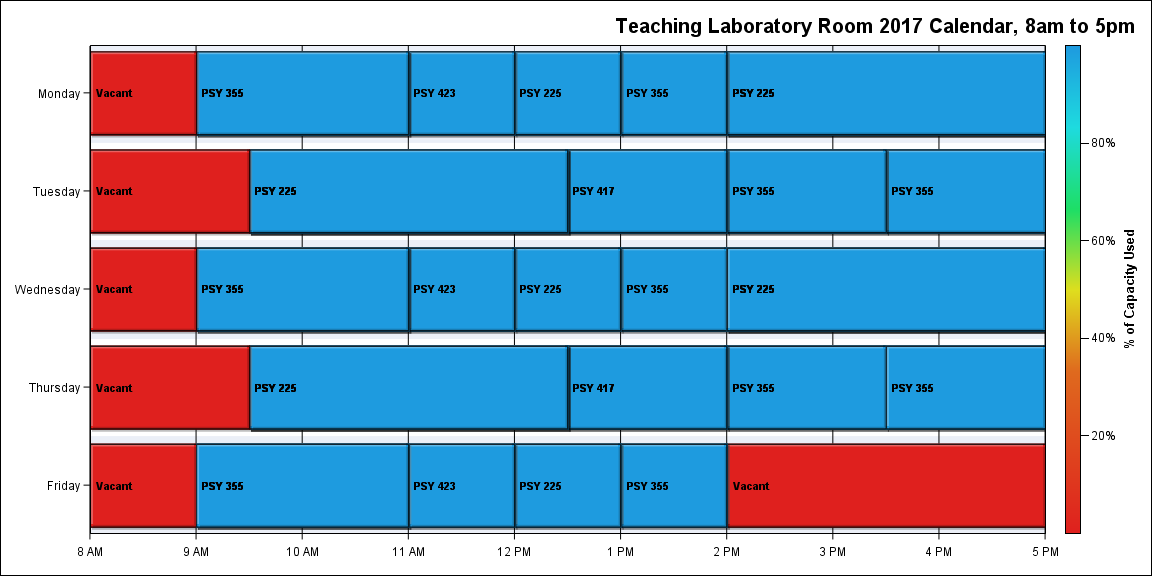 Teaching Laboratory Room 2017 Calendar, 8am to 5pm
Monday
Vacant
PSY 355
PSY 423
PSY 225
PSY 355
PSY 225
Tuesday
Vacant
PSY 225
PSY 417
PSY 355
PSY 355
Wednesday
Vacant
PSY 355
PSY 423
PSY 225
PSY 355
PSY 225
Thursday
Vacant
PSY 225
PSY 417
PSY 355
PSY 355
Friday
Vacant
PSY 355
PSY 423
PSY 225
PSY 355
Vacant
8 AM
9 AM
10 AM
11 AM
12 PM
1 PM
2 PM
3 PM
4 PM
5 PM
80%
60%
40%
20%
% of Capacity Used